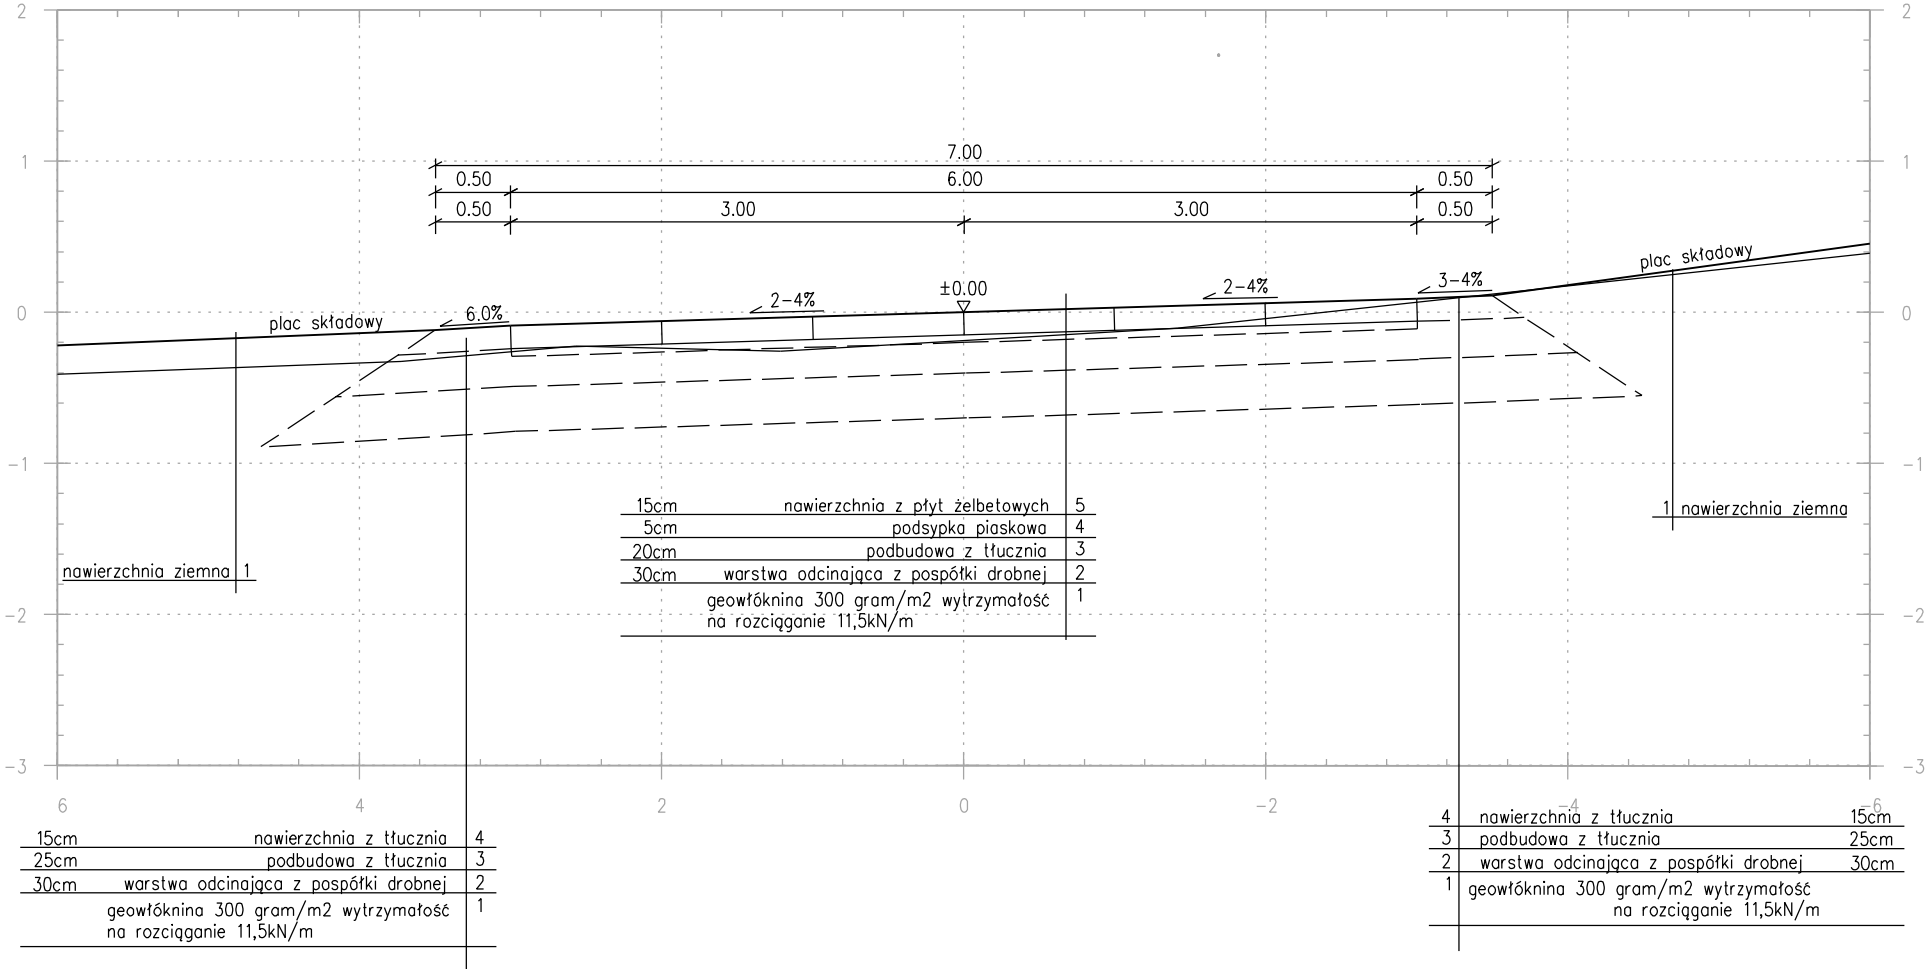 2 2
1 1
7.00
0.50 6.00 0.50
0.50 3.00 3.00 0.50
plac składowy
3-4%
±0.00 2-4%
2-4%
6.0%
0 0
plac składowy
-1 -1
15cm nawierzchnia z płyt żelbetowych 5
5cm podsypka piaskowa 4
20cm podbudowa z tłucznia 3
30cm warstwa odcinająca z pospółki drobnej 2
geowłóknina 300 gram/m2 wytrzymałość 1
na rozciąganie 11,5kN/m
1 nawierzchnia ziemna
nawierzchnia ziemna 1
-2 -2
-3 -3
6 4 2 0 -2 -4 -6
15cm nawierzchnia z tłucznia 4
25cm podbudowa z tłucznia 3
30cm warstwa odcinająca z pospółki drobnej 2
geowłóknina 300 gram/m2 wytrzymałość 1
na rozciąganie 11,5kN/m
4 nawierzchnia z tłucznia 15cm
3 podbudowa z tłucznia 25cm
2 warstwa odcinająca z pospółki drobnej 30cm
1 geowłóknina 300 gram/m2 wytrzymałość
na rozciąganie 11,5kN/m